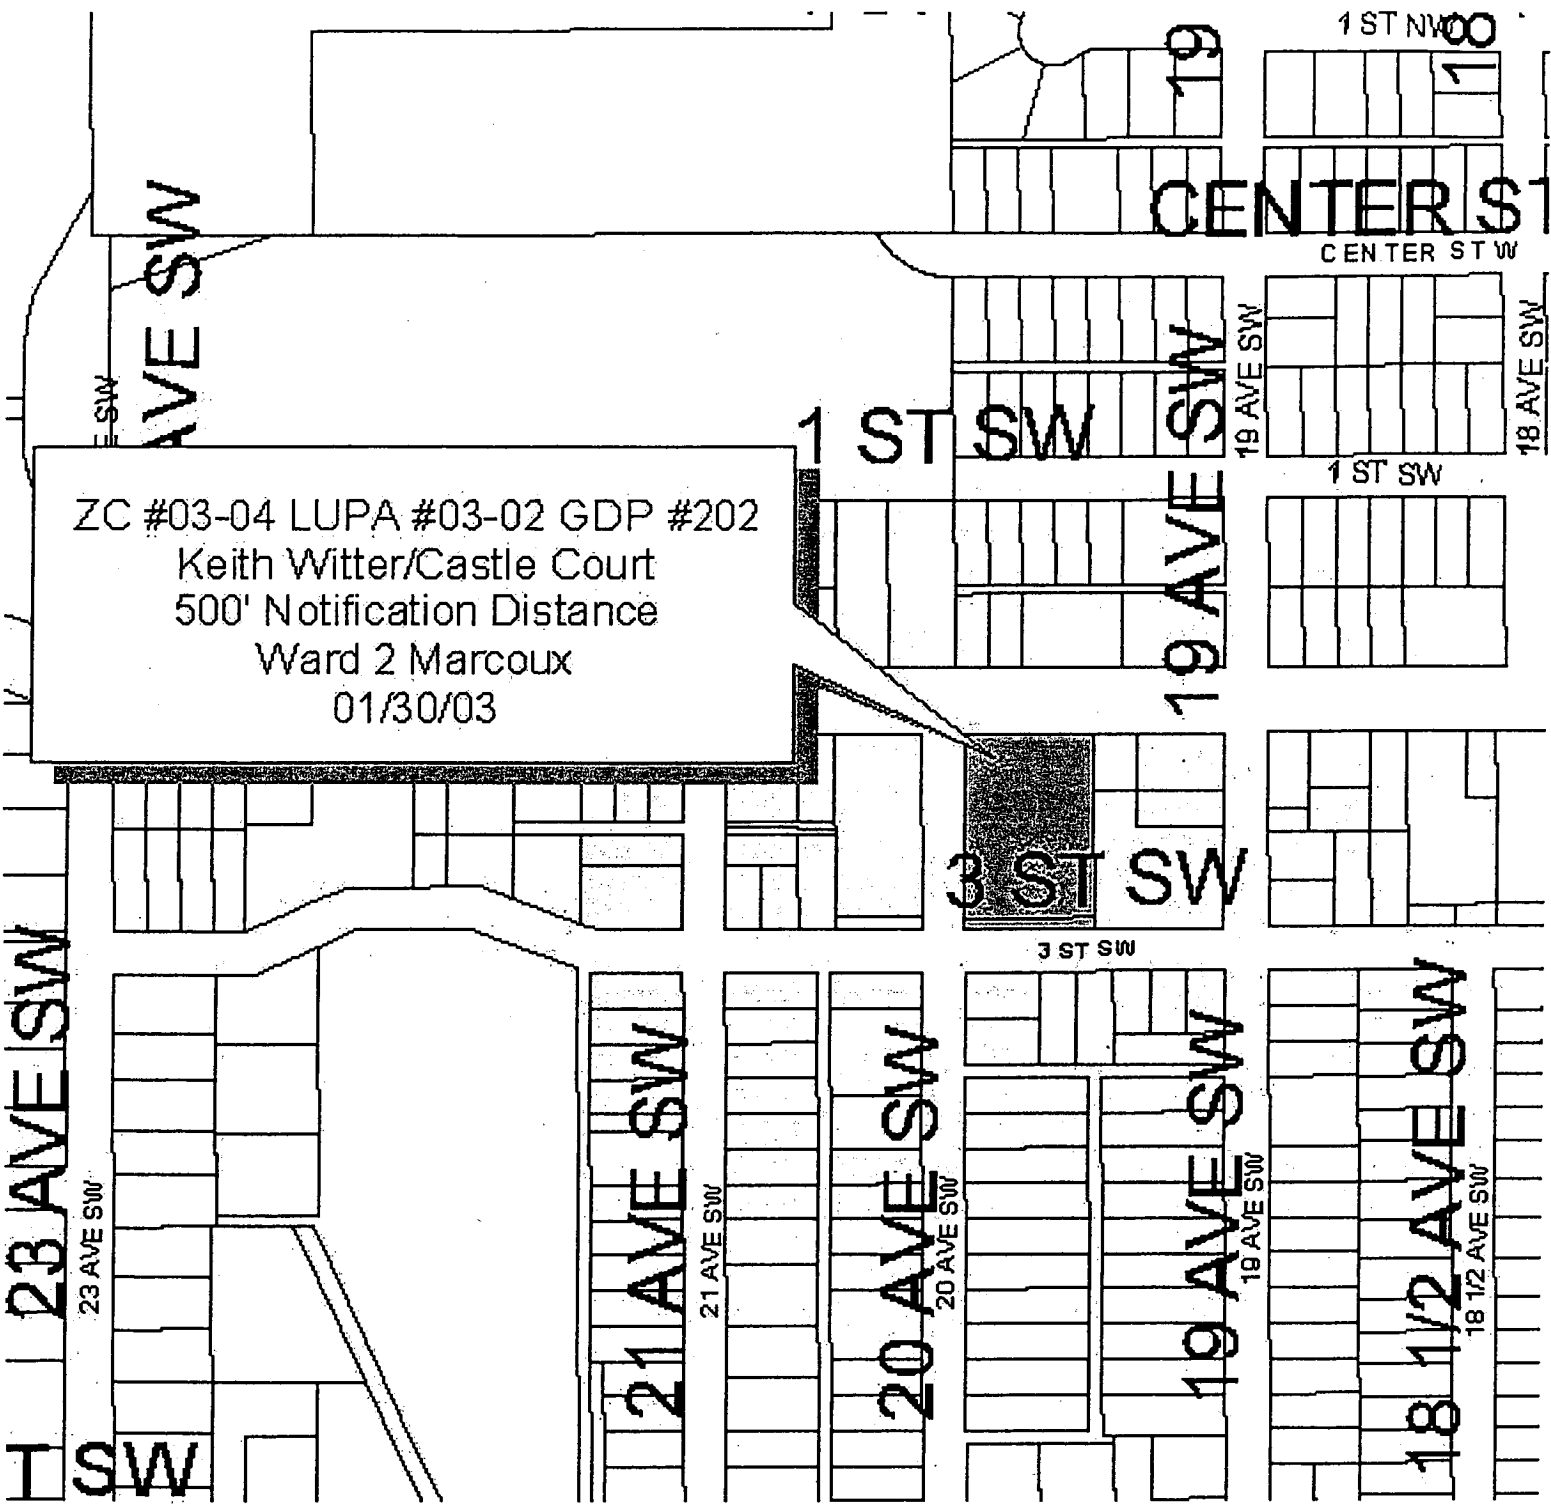 1 ST NW
19
18
CENTER ST
CENTER ST W
AVE SW
E SW
19 AVE SW
19 AVE SW
18 AVE SW
1 ST SW
1 ST SW
ZC #03-04 LUPA #03-02 GDP #202
Keith Witter/Castle Court
500' Notification Distance
Ward 2 Marcoux
01/30/03
3 ST SW
3 ST SW
23 AVE SW
23 AVE SW
21 AVE SW
21 AVE SW
20 AVE SW
20 AVE SW
19 AVE SW
19 AVE SW
18 1/2 AVE SW
18 1/2 AVE SW
T SW